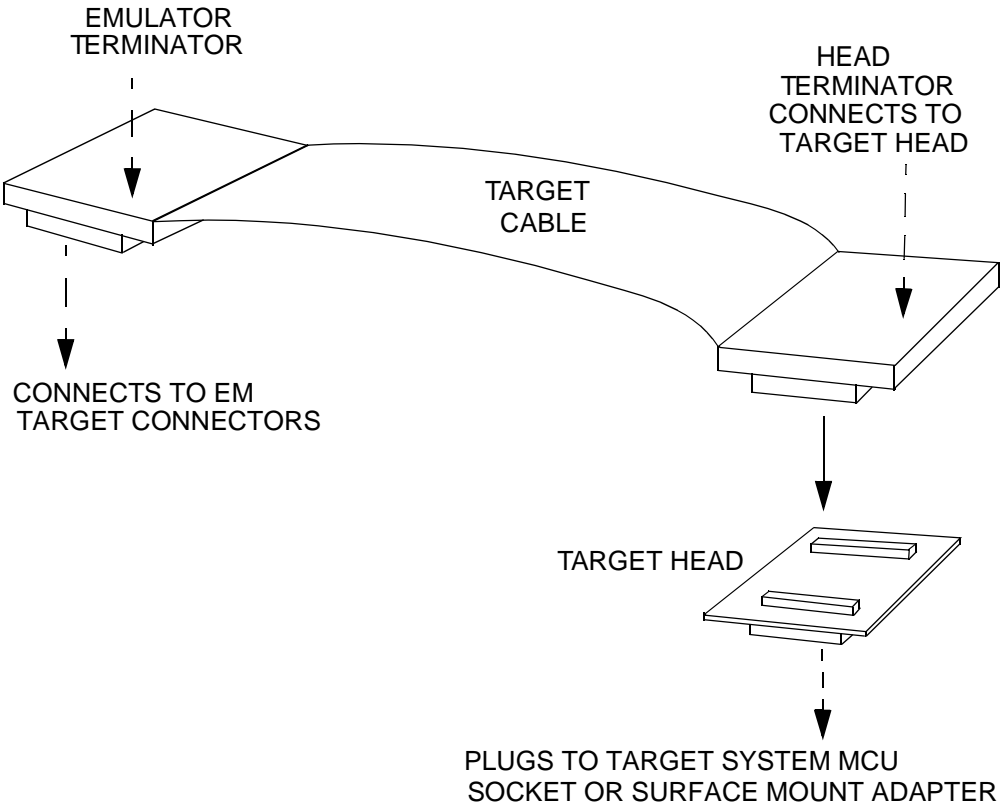 EMULATOR
TERMINATOR
HEAD
TERMINATOR
CONNECTS TO
TARGET HEAD
TARGET
CABLE
CONNECTS TO EM
TARGET CONNECTORS
TARGET HEAD
PLUGS TO TARGET SYSTEM MCU
SOCKET OR SURFACE MOUNT ADAPTER